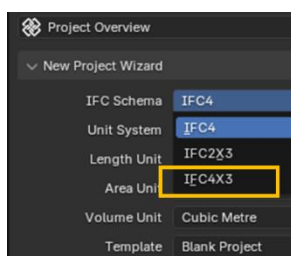 Project Overview
New Project Wizard
IFC Schema IFC4
Unit System IFC4
Length Unit IFC2X3
Area Unit IFC4X3
Volume Unit Cubic Metre
Template Blank Project